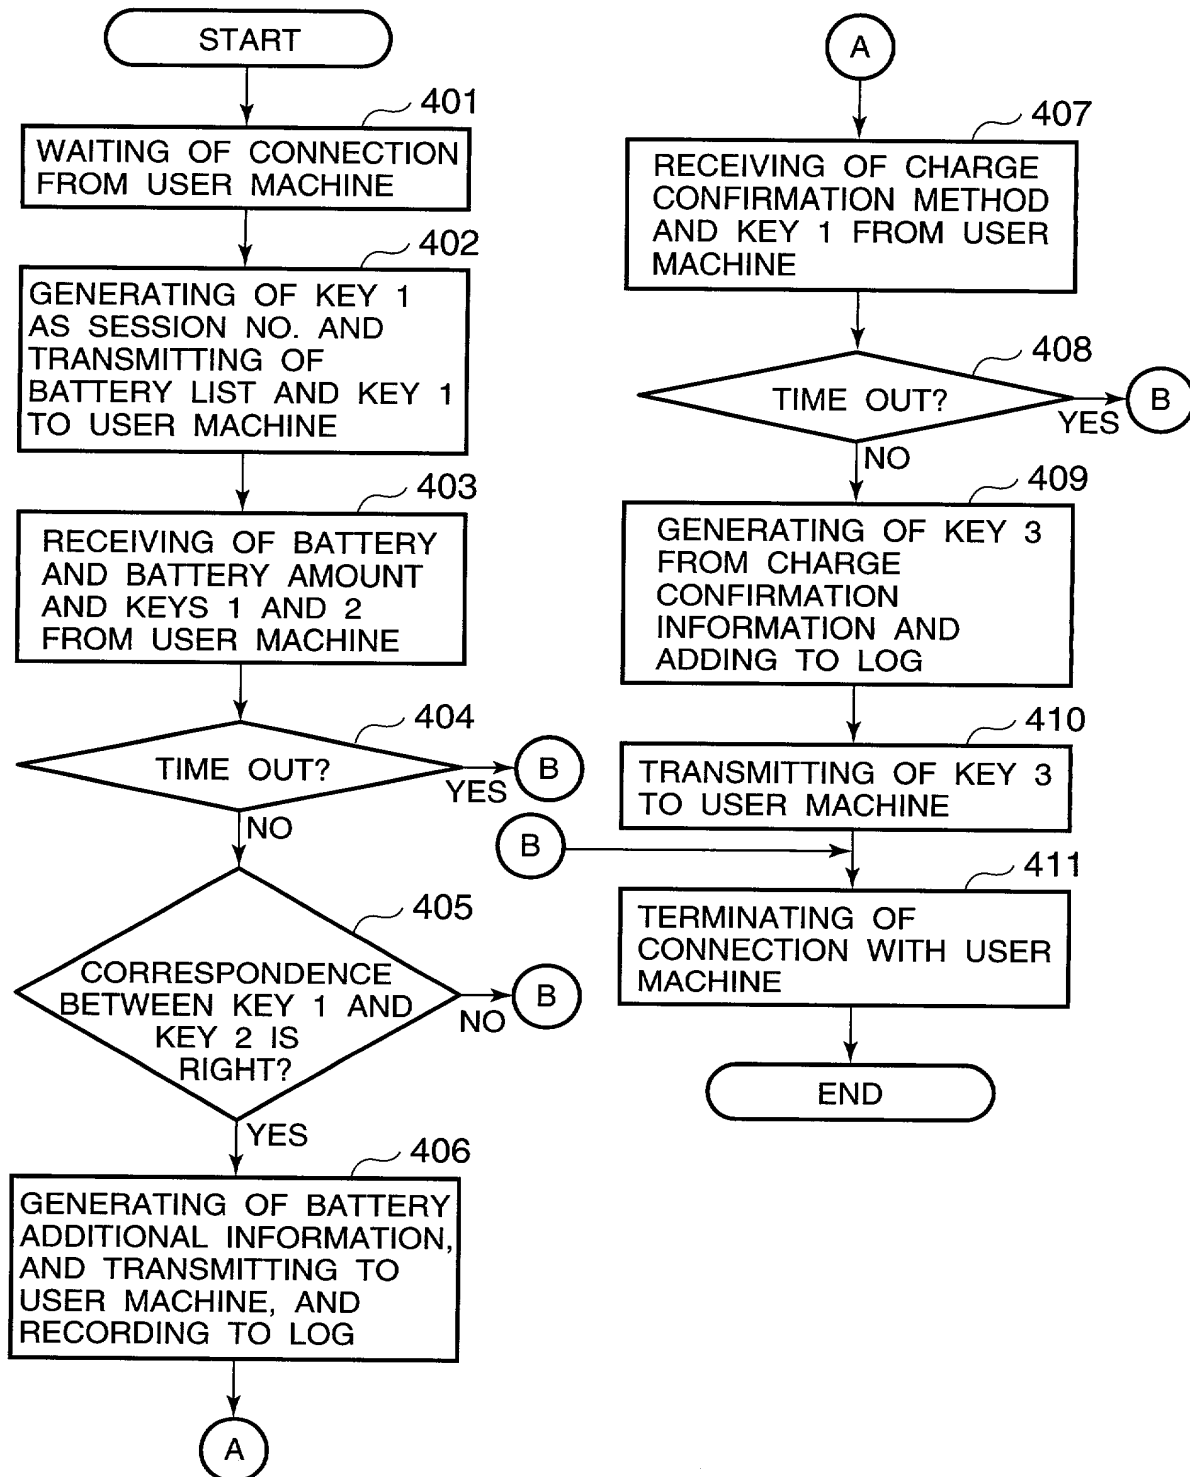 START
401
WAITING OF CONNECTION
FROM USER MACHINE
402
GENERATING OF KEY 1
AS SESSION NO. AND
TRANSMITTING OF
BATTERY LIST AND KEY 1
TO USER MACHINE
403
RECEIVING OF BATTERY
AND BATTERY AMOUNT
AND KEYS 1 AND 2
FROM USER MACHINE
404
TIME OUT?
YES
B
NO
405
CORRESPONDENCE
BETWEEN KEY 1 AND
KEY 2 IS
RIGHT?
NO
B
YES
406
GENERATING OF BATTERY
ADDITIONAL INFORMATION,
AND TRANSMITTING TO
USER MACHINE, AND
RECORDING TO LOG
A
A
407
RECEIVING OF CHARGE
CONFIRMATION METHOD
AND KEY 1 FROM USER
MACHINE
408
TIME OUT?
YES
B
NO
409
GENERATING OF KEY 3
FROM CHARGE
CONFIRMATION
INFORMATION AND
ADDING TO LOG
410
TRANSMITTING OF KEY 3
TO USER MACHINE
B
411
TERMINATING OF
CONNECTION WITH USER
MACHINE
END